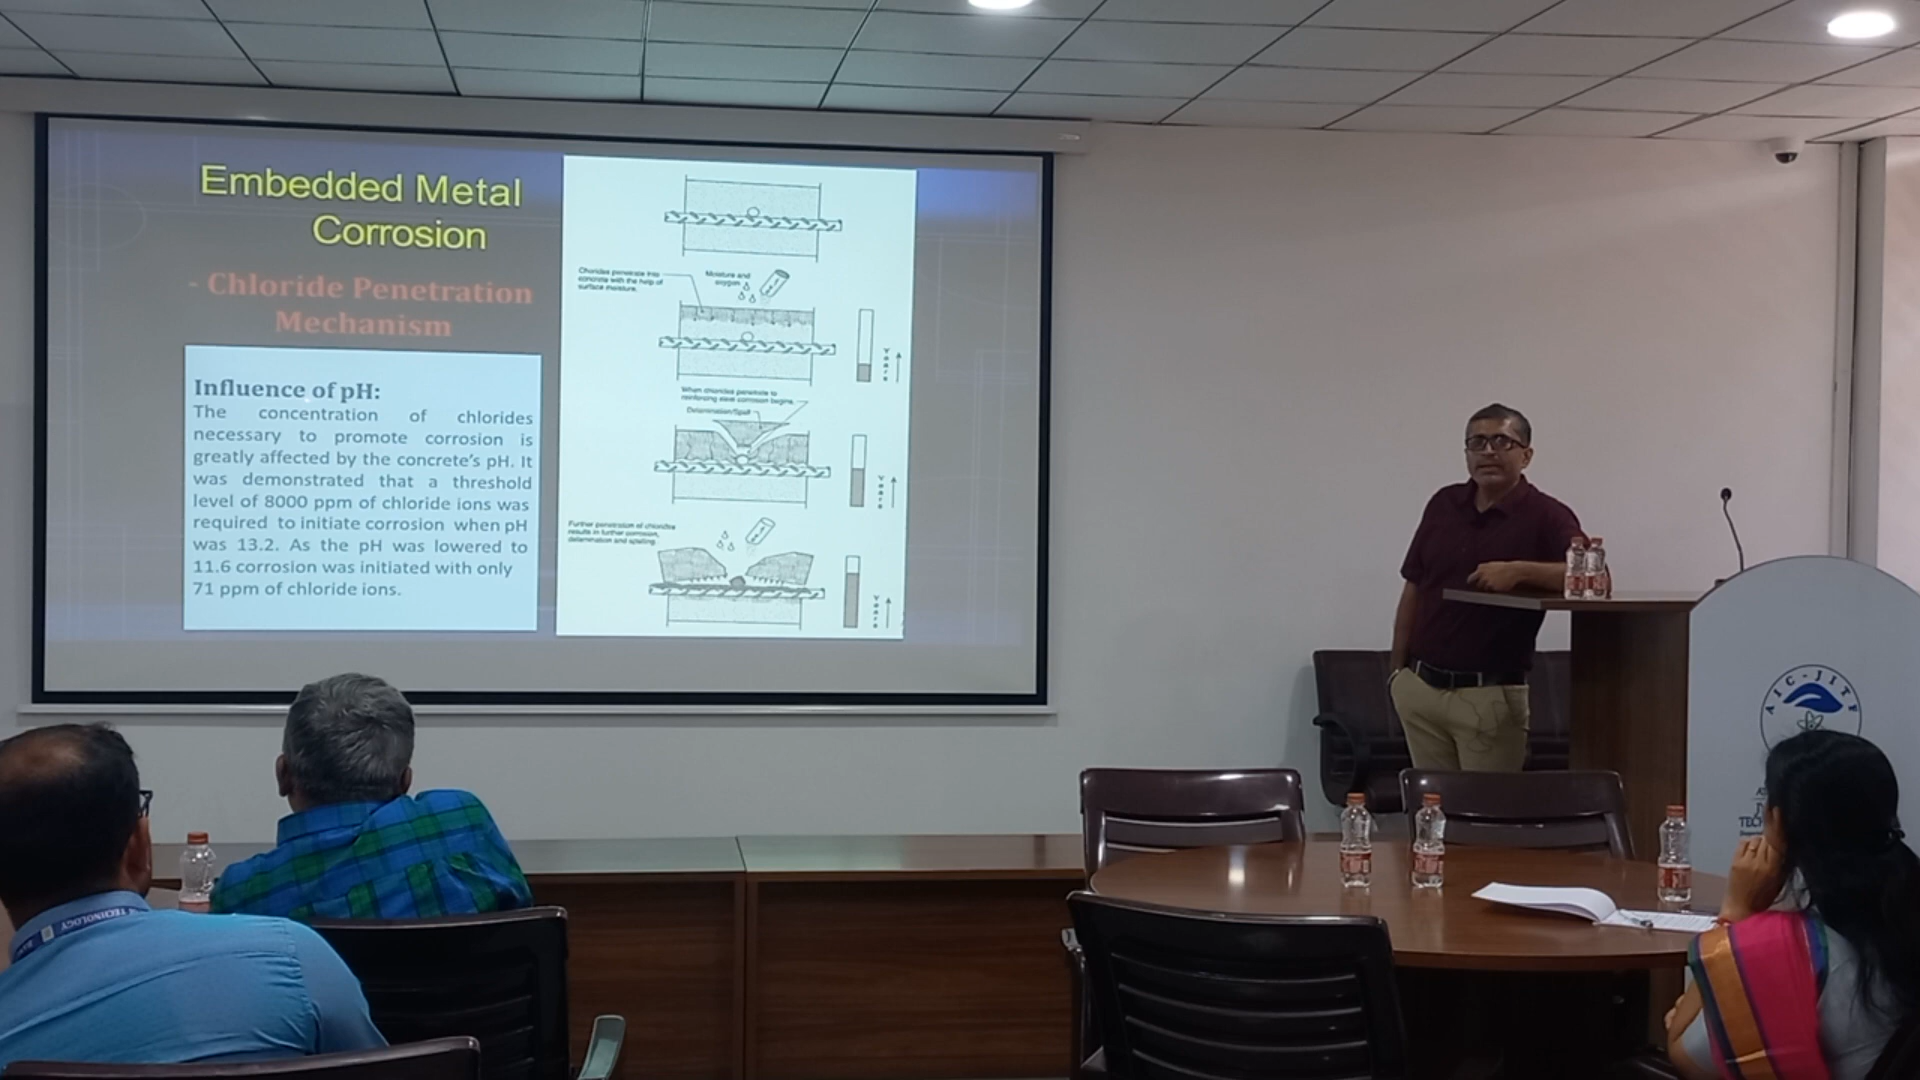 Embedded Metal
Corrosion
- Chloride Penetration
Mechanism
Influence of pH:
The concentration of chlorides
necessary to promote corrosion is
greatly affected by the concrete's pH. It
was demonstrated that a threshold
level of 8000 ppm of chloride ions was
required to initiate corrosion when pH
was 13.2. As the pH was lowered to
11.6 corrosion was initiated with only
71 ppm of chloride ions.
Chlorides penetrate into
concrete with the help of
surface moisture.
Moisture and
oxygen
Years
When chlorides penetrate to
reinforcing steel corrosion begins.
Delamination/Spall
Years
Further penetration of chlorides
results in further corrosion,
delamination and spalling.
Years
AIC-JITF
TECHNOLOGY